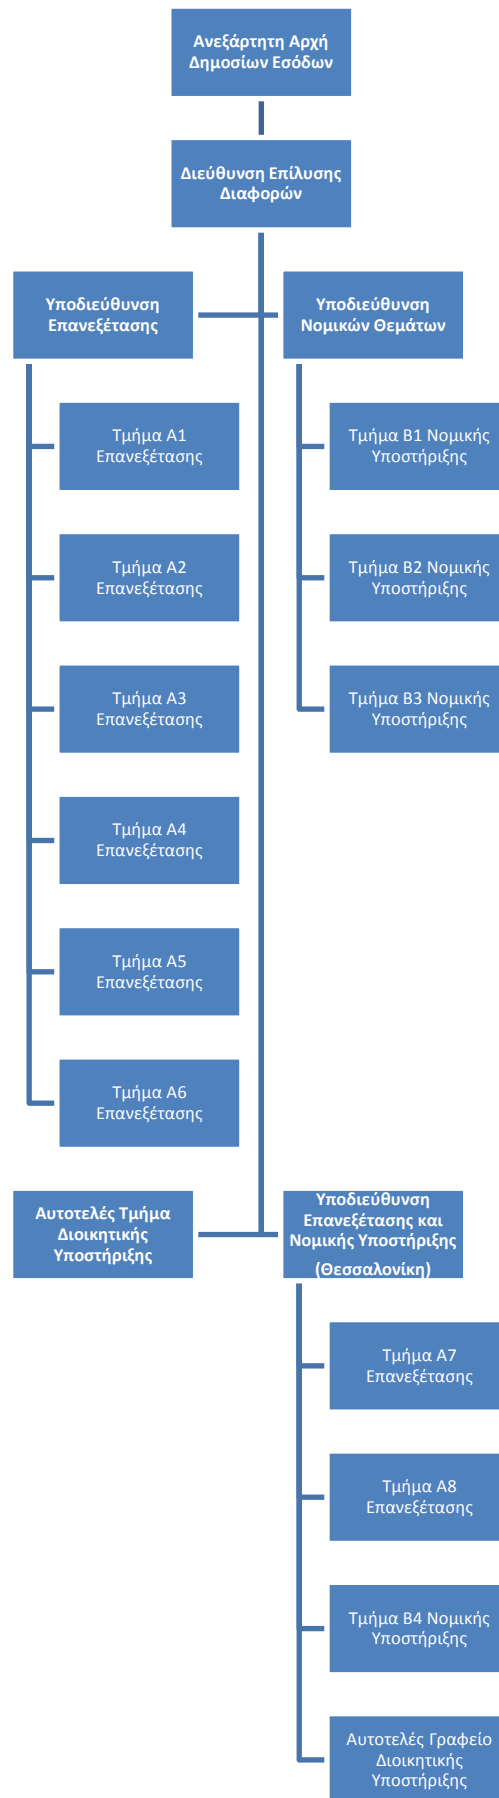 Ανεξάρτητη Αρχή
Δημοσίων Εσόδων
Διεύθυνση Επίλυσης
Διαφορών
Υποδιεύθυνση
Επανεξέτασης
Υποδιεύθυνση
Νομικών Θεμάτων
Τμήμα Α1
Επανεξέτασης
Τμήμα Α2
Επανεξέτασης
Τμήμα Α3
Επανεξέτασης
Τμήμα Α4
Επανεξέτασης
Τμήμα Α5
Επανεξέτασης
Τμήμα Α6
Επανεξέτασης
Τμήμα Β1 Νομικής
Υποστήριξης
Τμήμα Β2 Νομικής
Υποστήριξης
Τμήμα Β3 Νομικής
Υποστήριξης
Αυτοτελές Τμήμα
Διοικητικής
Υποστήριξης
Υποδιεύθυνση
Επανεξέτασης και
Νομικής Υποστήριξης
(Θεσσαλονίκη)
Τμήμα Α7
Επανεξέτασης
Τμήμα Α8
Επανεξέτασης
Τμήμα Β4 Νομικής
Υποστήριξης
Αυτοτελές Γραφείο
Διοικητικής
Υποστήριξης